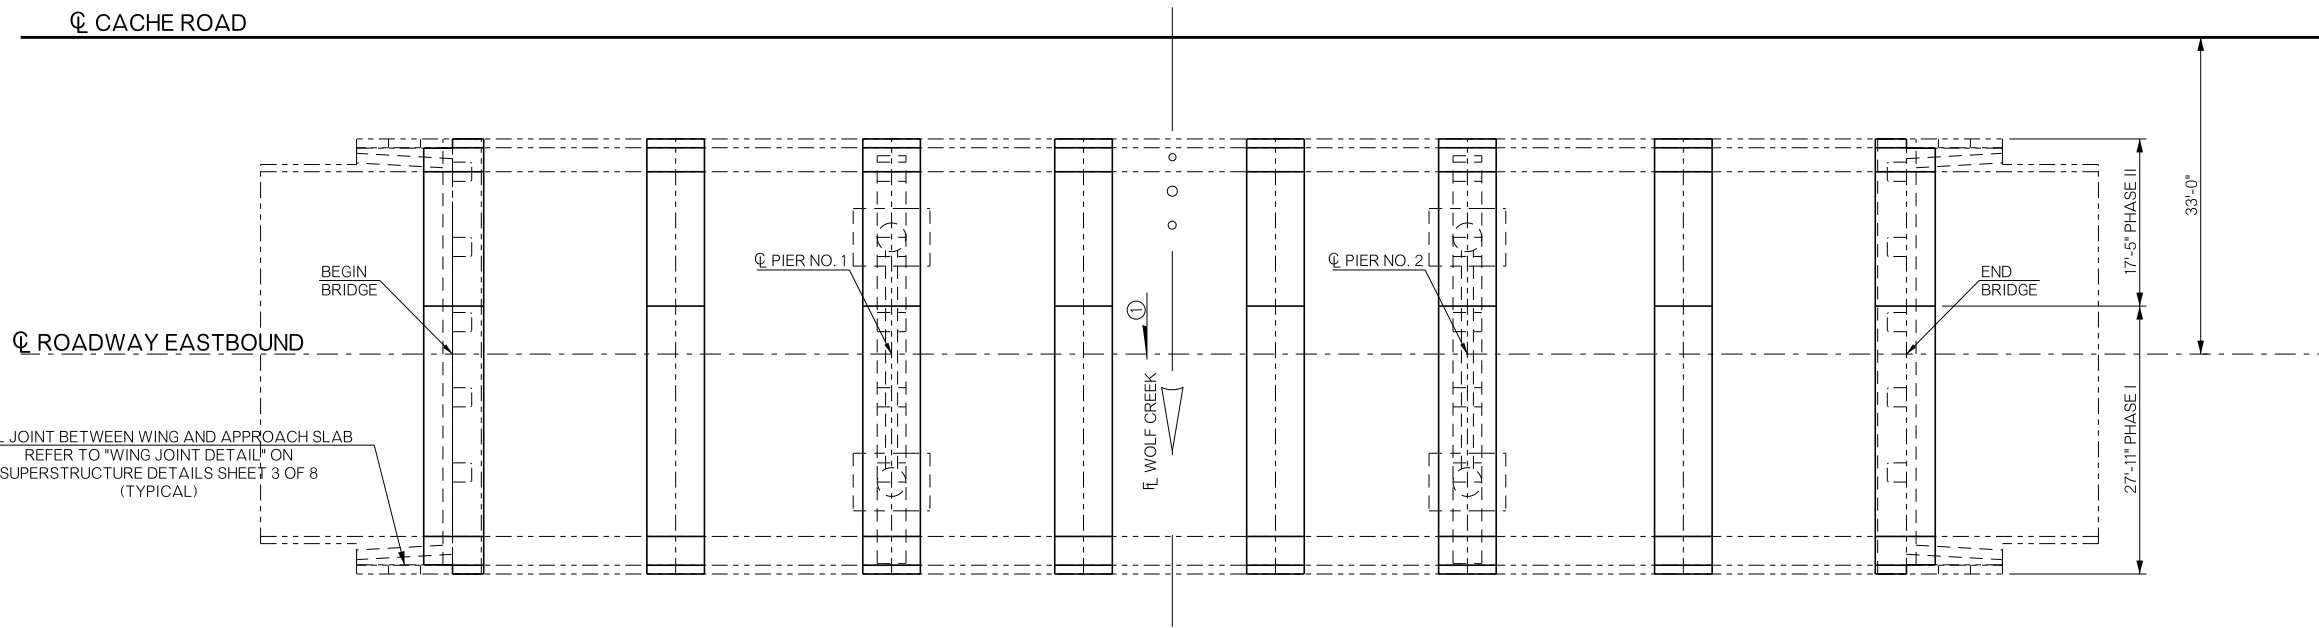 ℄ CACHE ROAD
17'-5" PHASE II
33'-0"
BEGIN
BRIDGE
℄ PIER NO. 1
①
℄ PIER NO. 2
END
BRIDGE
℄ ROADWAY EASTBOUND
FL WOLF CREEK
27'-11" PHASE I
L JOINT BETWEEN WING AND APPROACH SLAB
REFER TO "WING JOINT DETAIL" ON
SUPERSTRUCTURE DETAILS SHEET 3 OF 8
(TYPICAL)